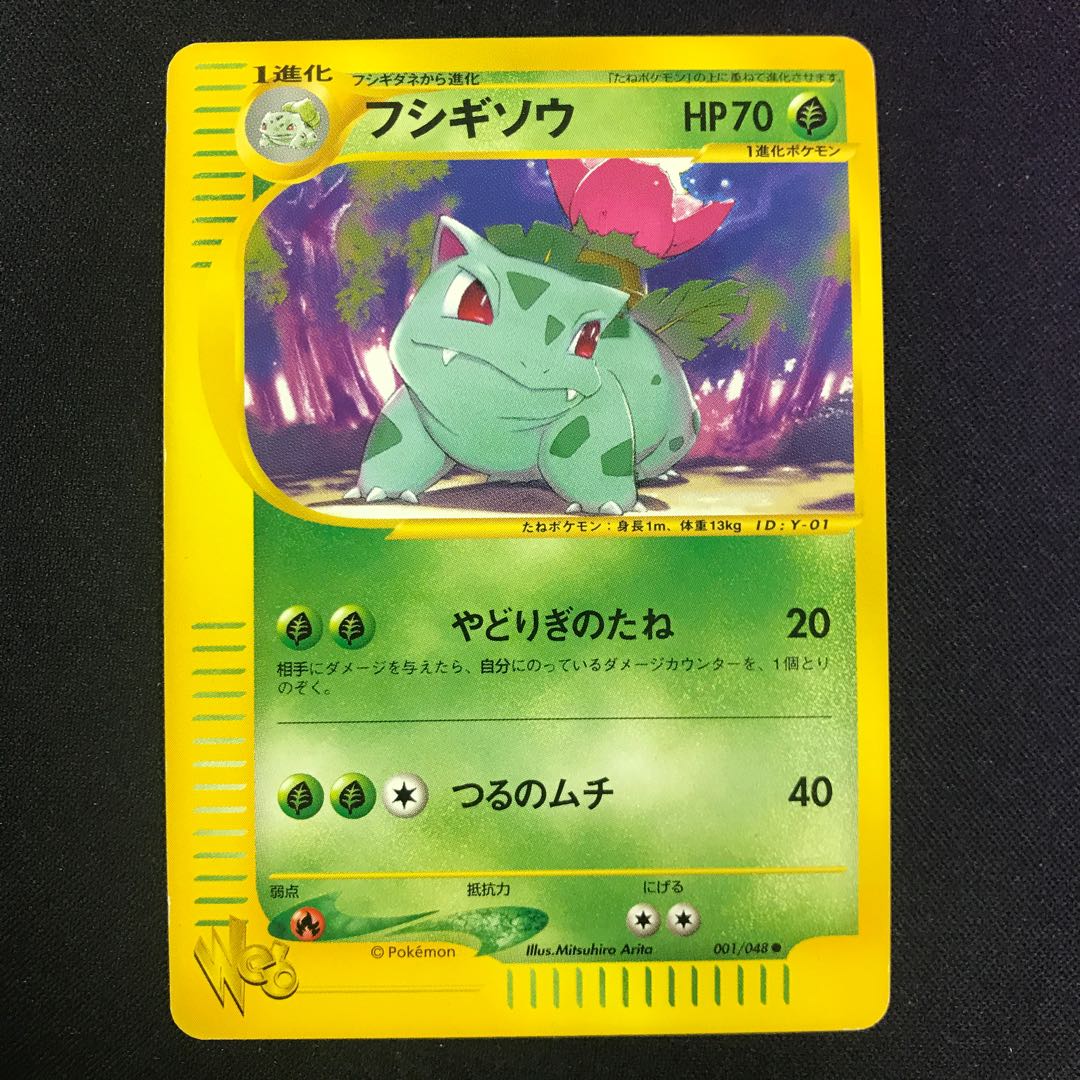 1進化
フシギダネから進化
「たねポケモン」の上に重ねて進化させます。
フシギソウ
HP70
1進化ポケモン
たねポケモン：身長1m、体重13kg ID:Y-01
やどりぎのたね 20
相手にダメージを与えたら、自分にのっているダメージカウンターを、1個とり
のぞく。
つるのムチ 40
弱点 抵抗力 にげる
Web
©Pokémon Illus.Mitsuhiro Arita 001/048●